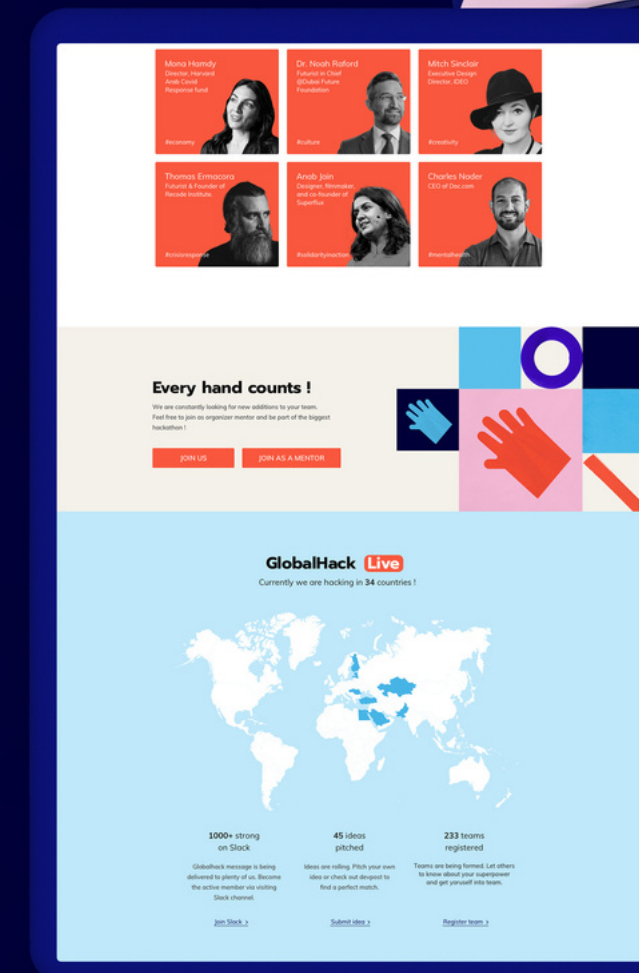 Mona Hamdy
Director, Harvard
Arab Covid
Response fund
#economy
Dr. Noah Raford
Futurist in Chief
@Dubai Future
Foundation
#culture
Mitch Sinclair
Executive Design
Director, IDEO
#creativity
Thomas Ermacora
Futurist & Founder of
Recode Institute.
#crisisresponse
Anab Jain
Designer, filmmaker,
and co-founder of
Superflux
#solidarityinaction
Charles Nader
CEO of Doc.com
#mentalhealth
Every hand counts !
We are constantly looking for new additions to your team.
Feel free to join as organizer mentor and be part of the biggest
hackathon !
JOIN US
JOIN AS A MENTOR
GlobalHack Live
Currently we are hacking in 34 countries !
1000+ strong
on Slack
Globalhack message is being
delivered to plenty of us. Become
the active member via visiting
Slack channel.
Join Slack >
45 ideas
pitched
Ideas are rolling. Pitch your own
idea or check out devpost to
find a perfect match.
Submit idea >
233 teams
registered
Teams are being formed. Let others
to know about your superpower
and get yoruself into team.
Register team >